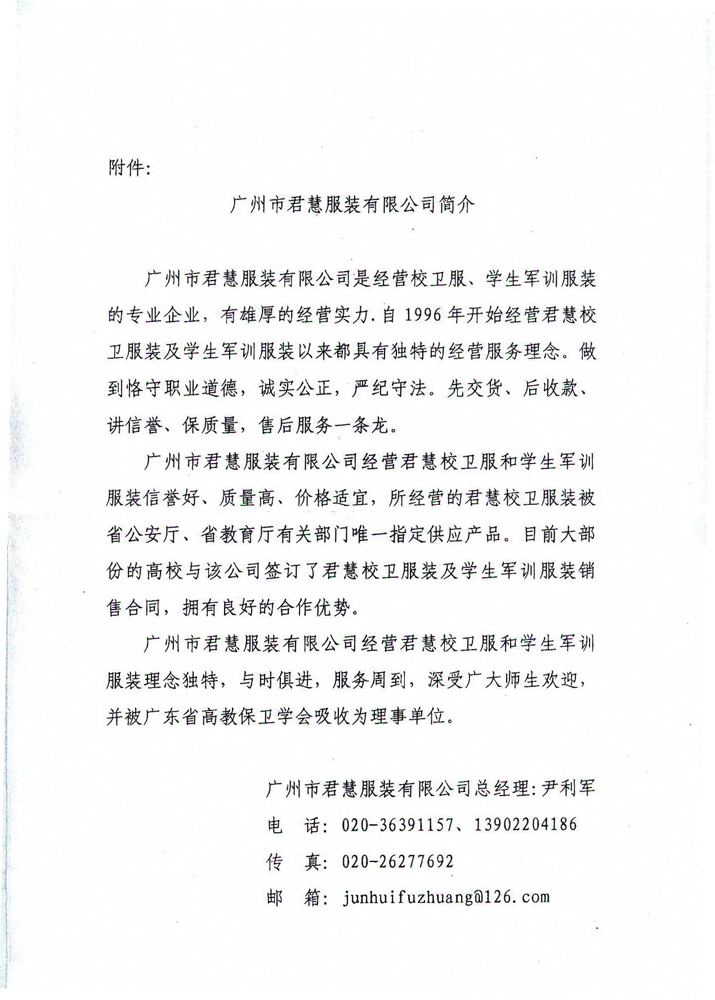 附件:
广州市君慧服装有限公司简介
广州市君慧服装有限公司是经营校卫服、学生军训服装
的专业企业，有雄厚的经营实力.自1996年开始经营君慧校
卫服装及学生军训服装以来都具有独特的经营服务理念。做
到恪守职业道德，诚实公正，严纪守法。先交货、后收款、
讲信誉、保质量，售后服务一条龙。
广州市君慧服装有限公司经营君慧校卫服和学生军训
服装信誉好、质量高、价格适宜，所经营的君慧校卫服装被
省公安厅、省教育厅有关部门唯一指定供应产品。目前大部
份的高校与该公司签订了君慧校卫服装及学生军训服装销
售合同，拥有良好的合作优势。
广州市君慧服装有限公司经营君慧校卫服和学生军训
服装理念独特，与时俱进，服务周到，深受广大师生欢迎，
并被广东省高教保卫学会吸收为理事单位。
广州市君慧服装有限公司总经理:尹利军
电 话: 020-36391157、13902204186
传 真: 020-26277692
邮 箱: junhuifuzhuang@126.com